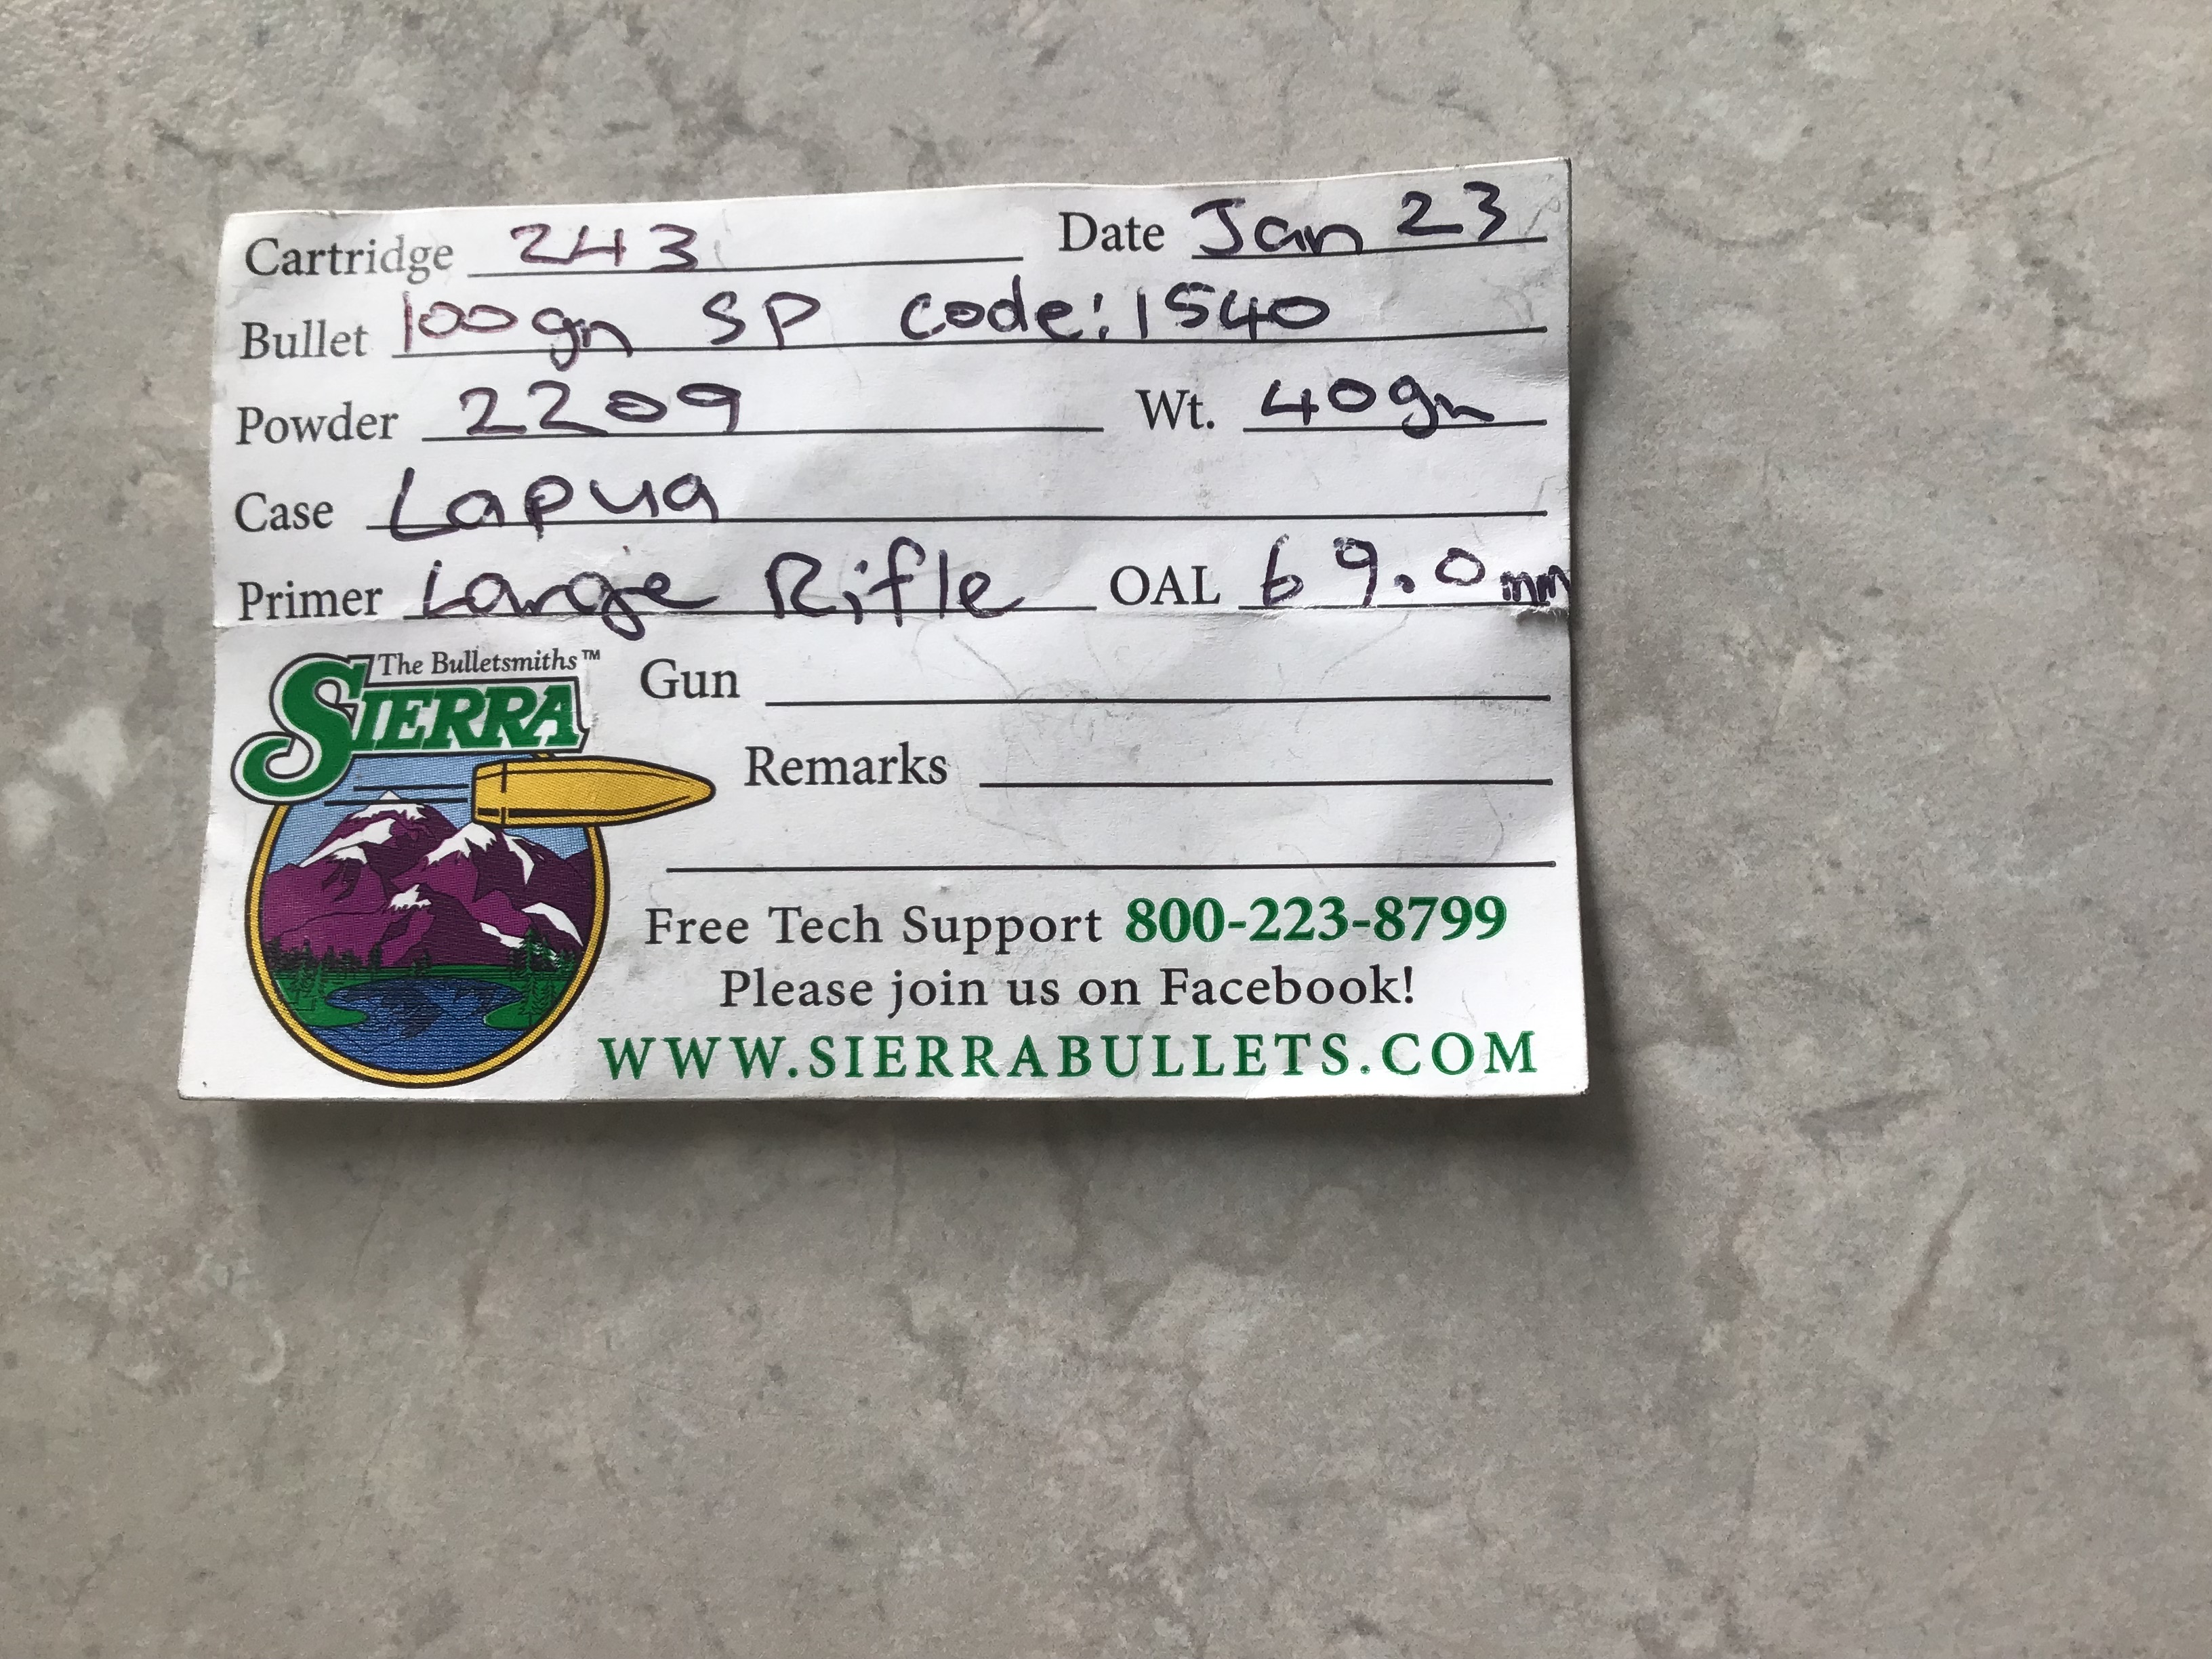 Cartridge 243 Date Jan 23
Bullet 100gn SP code: 1540
Powder 2209 Wt. 40gn
Case Lapua
Primer Large Rifle OAL 69.0mm
The Bulletsmiths™
SIERRA
Gun
Remarks
Free Tech Support 800-223-8799
Please join us on Facebook!
WWW.SIERRABULLETS.COM